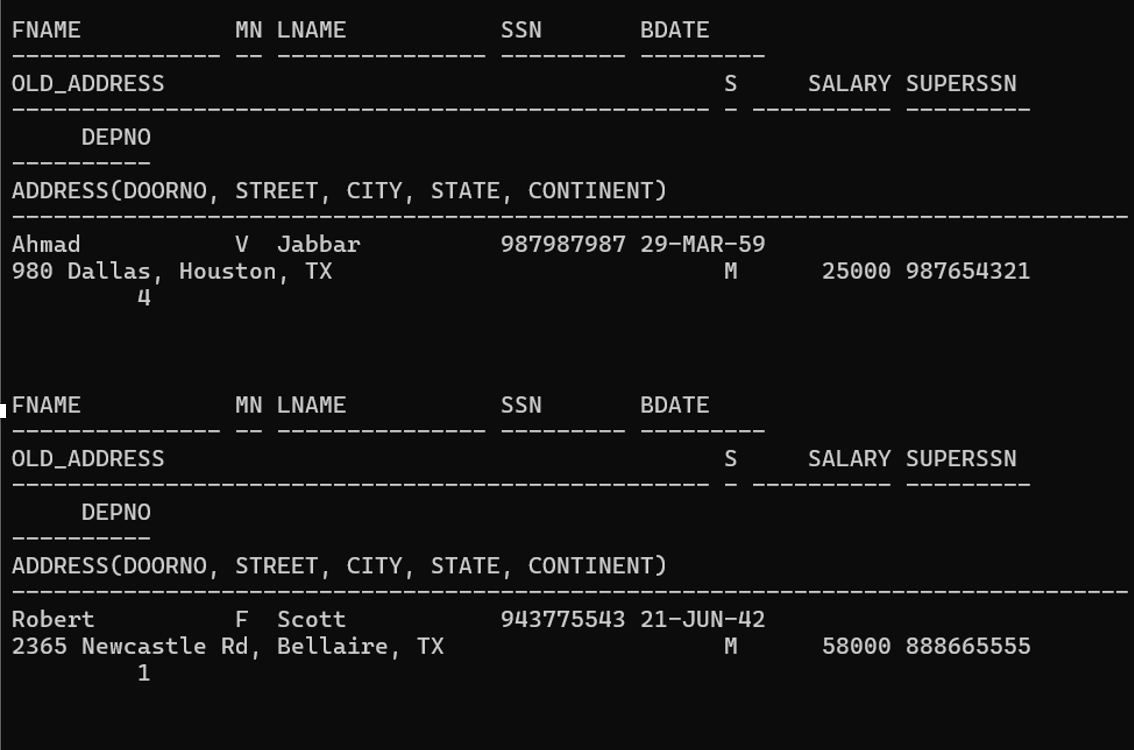 FNAME           MN LNAME           SSN       BDATE
--------------- -- --------------- --------- ---------
OLD_ADDRESS                                        S     SALARY SUPERSSN
-------------------------------------------------- - ---------- ---------
     DEPNO
----------
ADDRESS(DOORNO, STREET, CITY, STATE, CONTINENT)
--------------------------------------------------------------------------------
Ahmad           V  Jabbar          987987987 29-MAR-59
980 Dallas, Houston, TX                            M      25000 987654321
         4
FNAME           MN LNAME           SSN       BDATE
--------------- -- --------------- --------- ---------
OLD_ADDRESS                                        S     SALARY SUPERSSN
-------------------------------------------------- - ---------- ---------
     DEPNO
----------
ADDRESS(DOORNO, STREET, CITY, STATE, CONTINENT)
--------------------------------------------------------------------------------
Robert          F  Scott           943775543 21-JUN-42
2365 Newcastle Rd, Bellaire, TX                    M      58000 888665555
         1